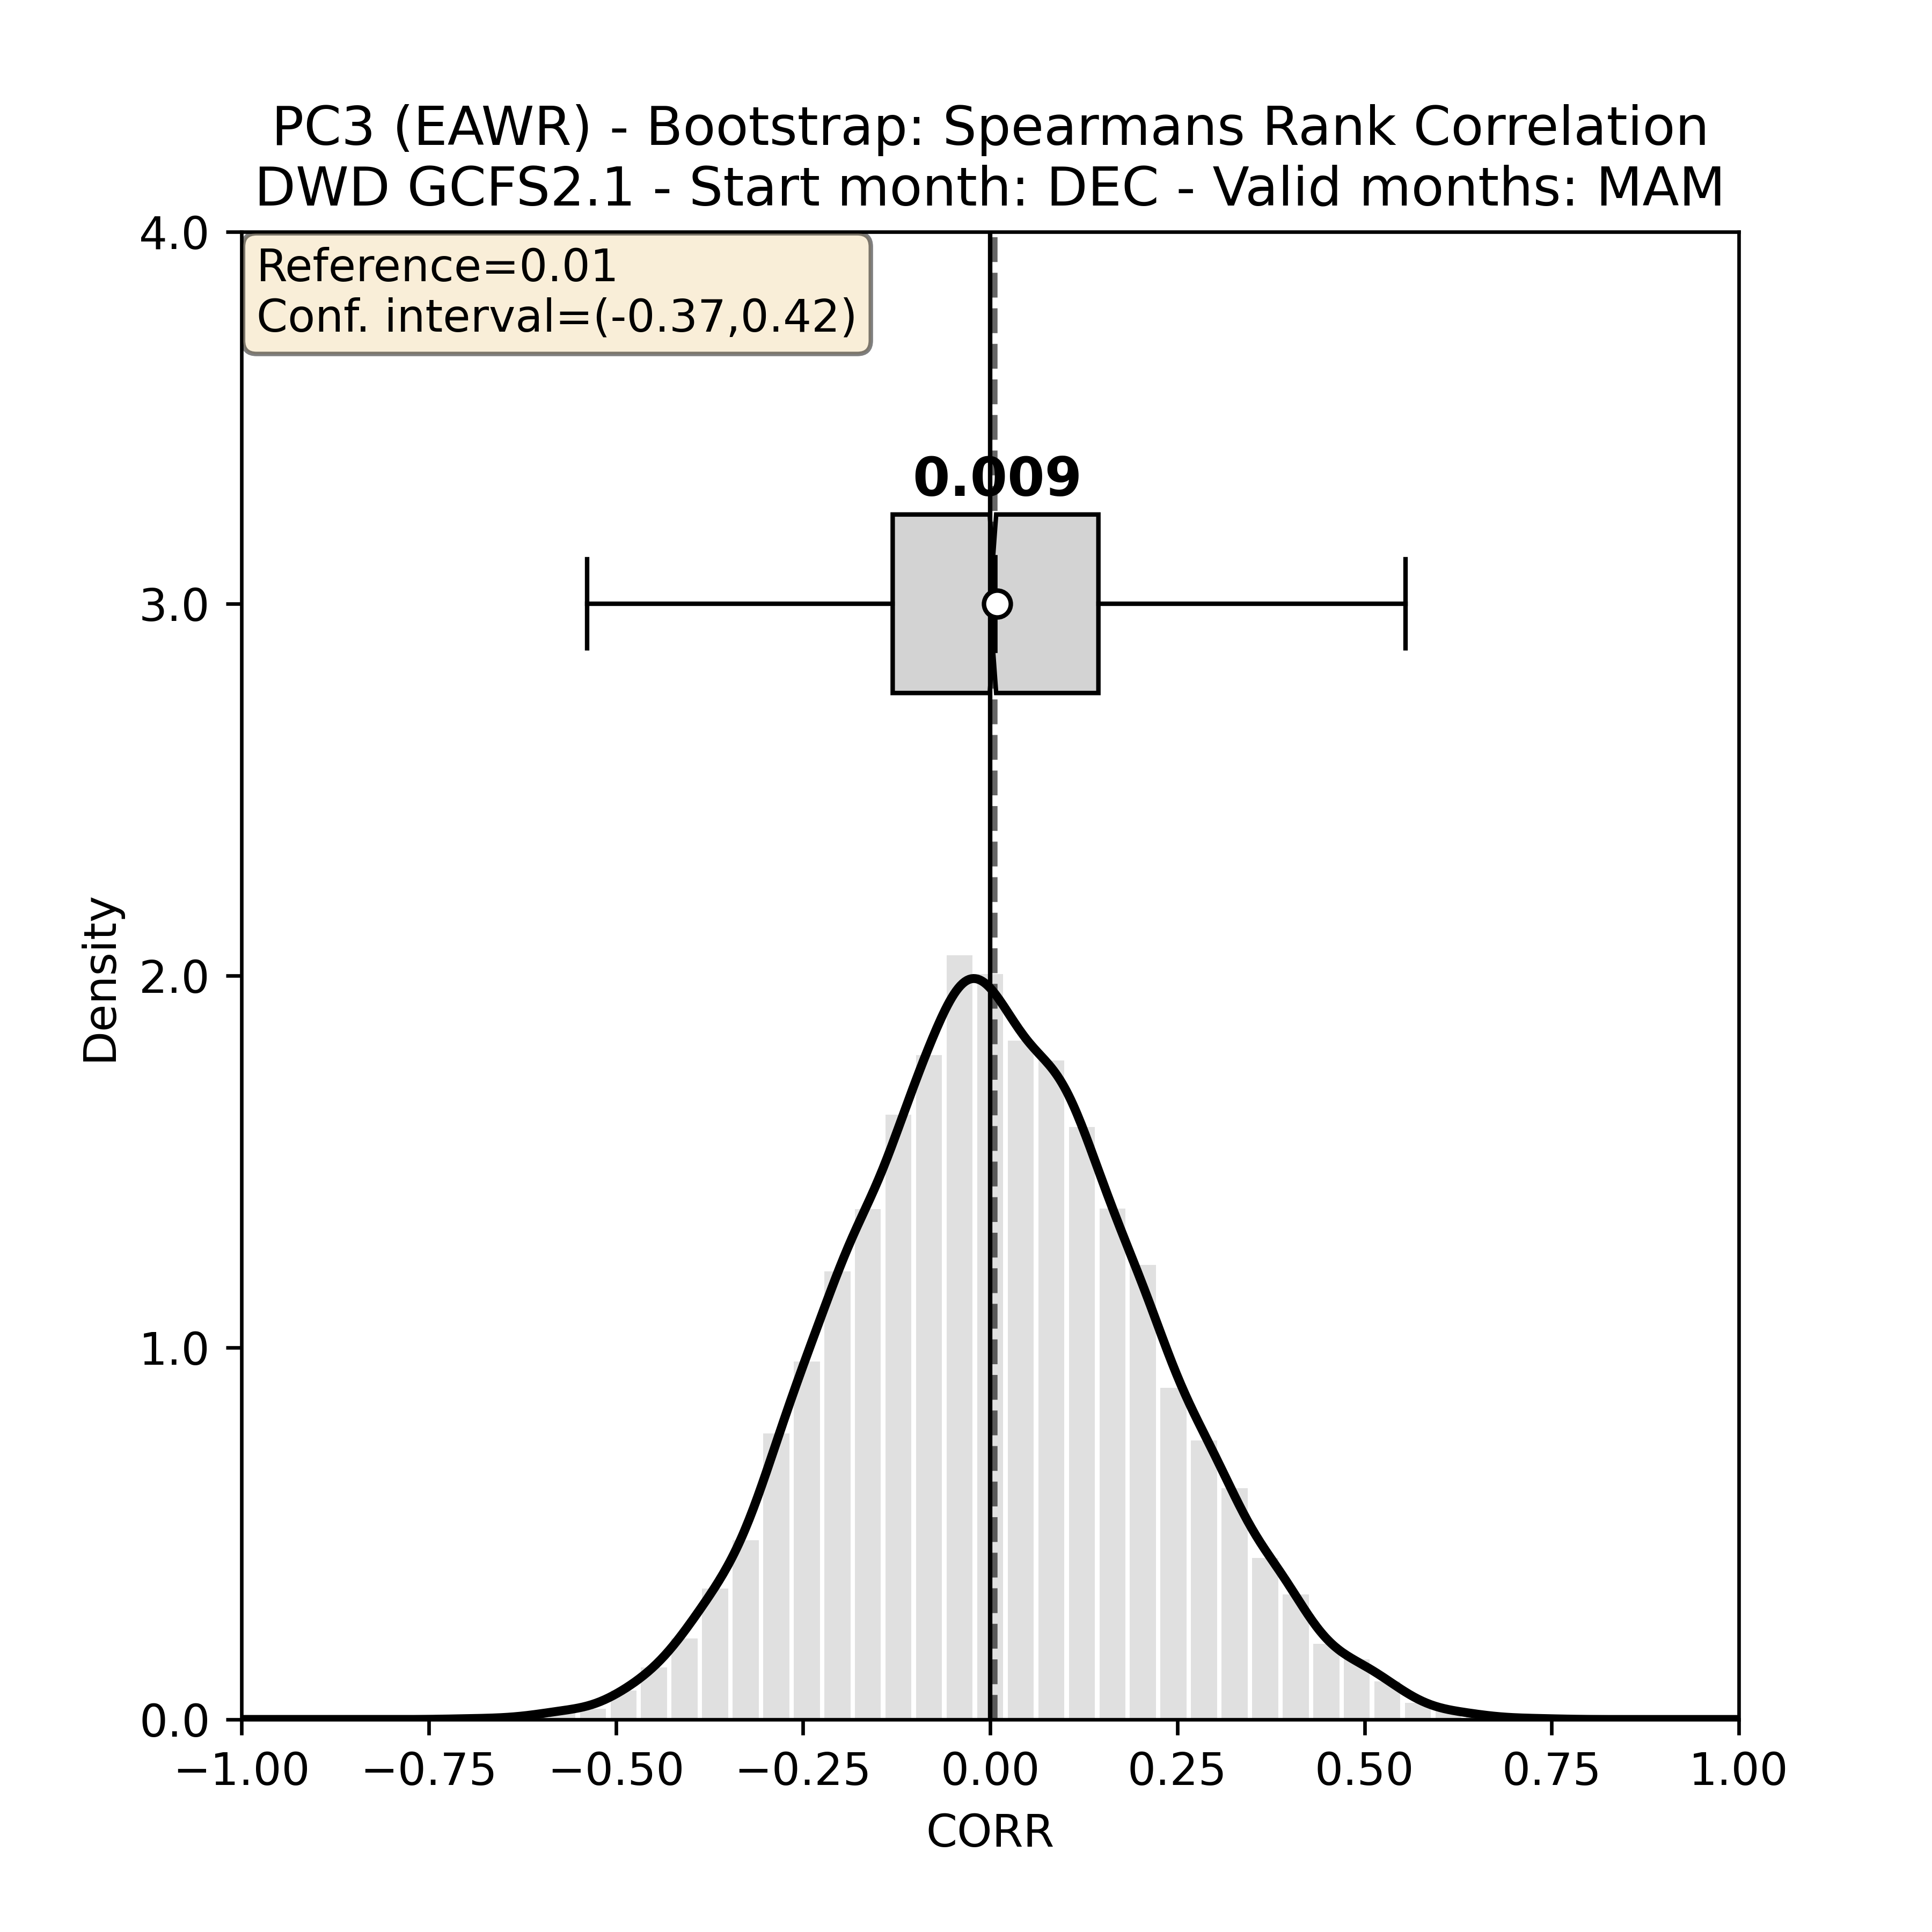 PC3 (EAWR) - Bootstrap: Spearmans Rank Correlation
DWD GCFS2.1 - Start month: DEC - Valid months: MAM
Reference=0.01
Conf. interval=(-0.37,0.42)
0.009
4.0
3.0
2.0
1.0
0.0
Density
−1.00 −0.75 −0.50 −0.25 0.00 0.25 0.50 0.75 1.00
CORR